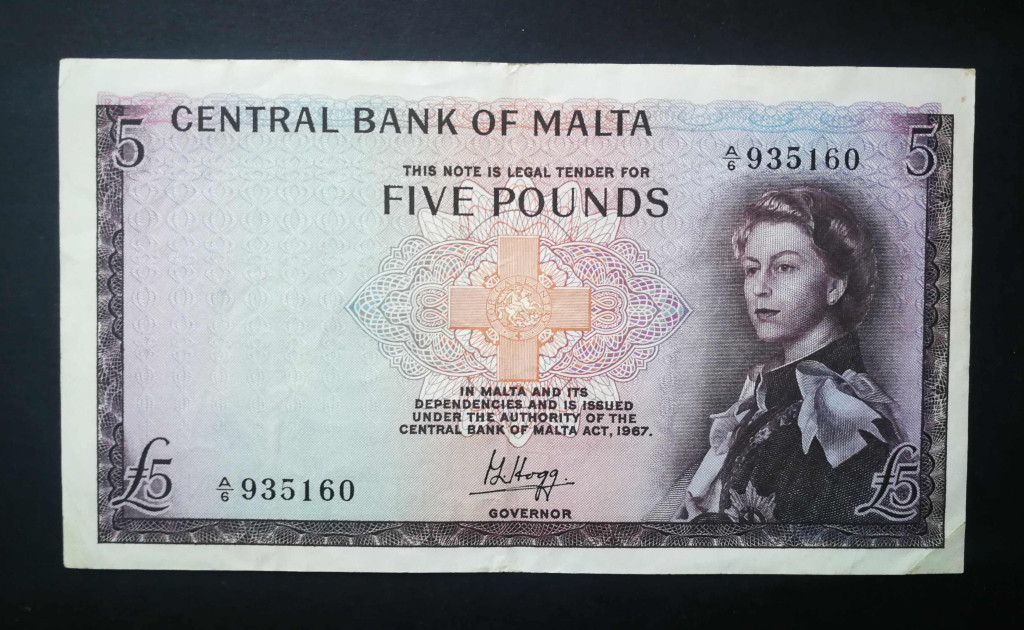 5 CENTRAL BANK OF MALTA 5
A/6 935160
THIS NOTE IS LEGAL TENDER FOR
FIVE POUNDS
IN MALTA AND ITS
DEPENDENCIES AND IS ISSUED
UNDER THE AUTHORITY OF THE
CENTRAL BANK OF MALTA ACT, 1967.
£5 A/6 935160 £5
H Hogg.
GOVERNOR